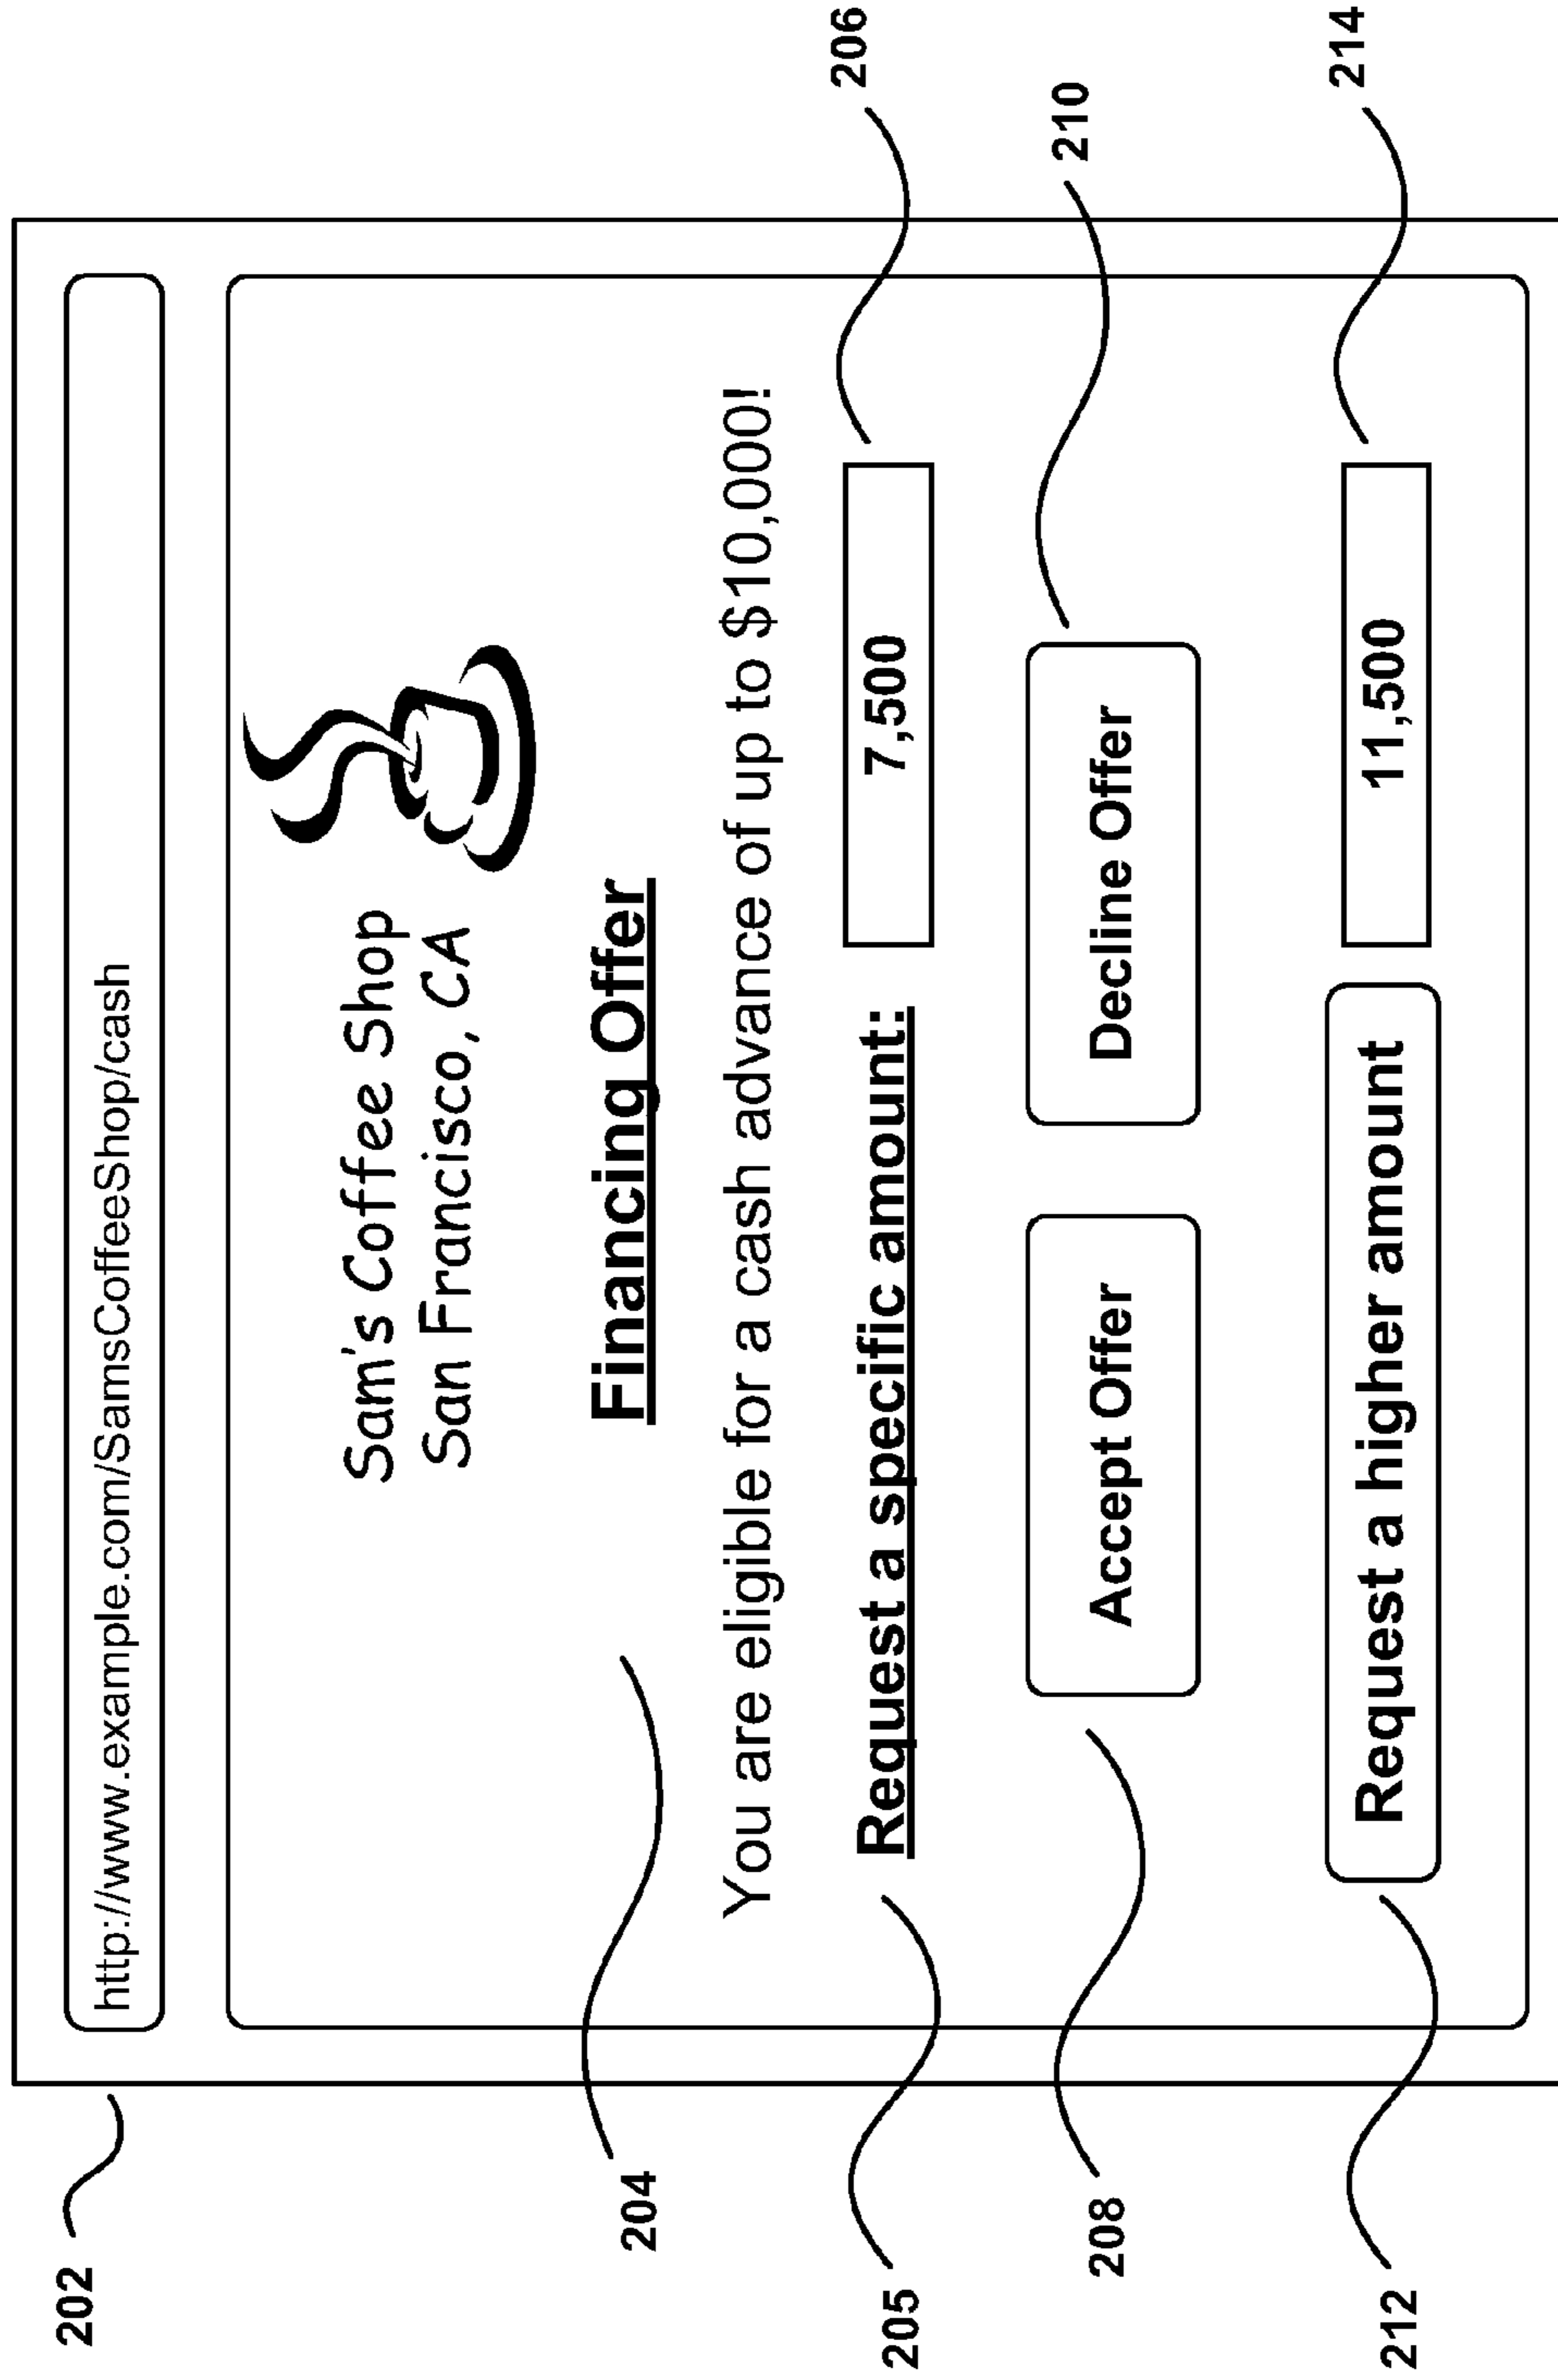 202
http://www.example.com/SamsCoffeeShop/cash
Sam's Coffee Shop
San Francisco, CA
204
Financing Offer
You are eligible for a cash advance of up to $10,000!
205
Request a specific amount:
7,500
206
208
Accept Offer
Decline Offer
210
212
Request a higher amount
11,500
214